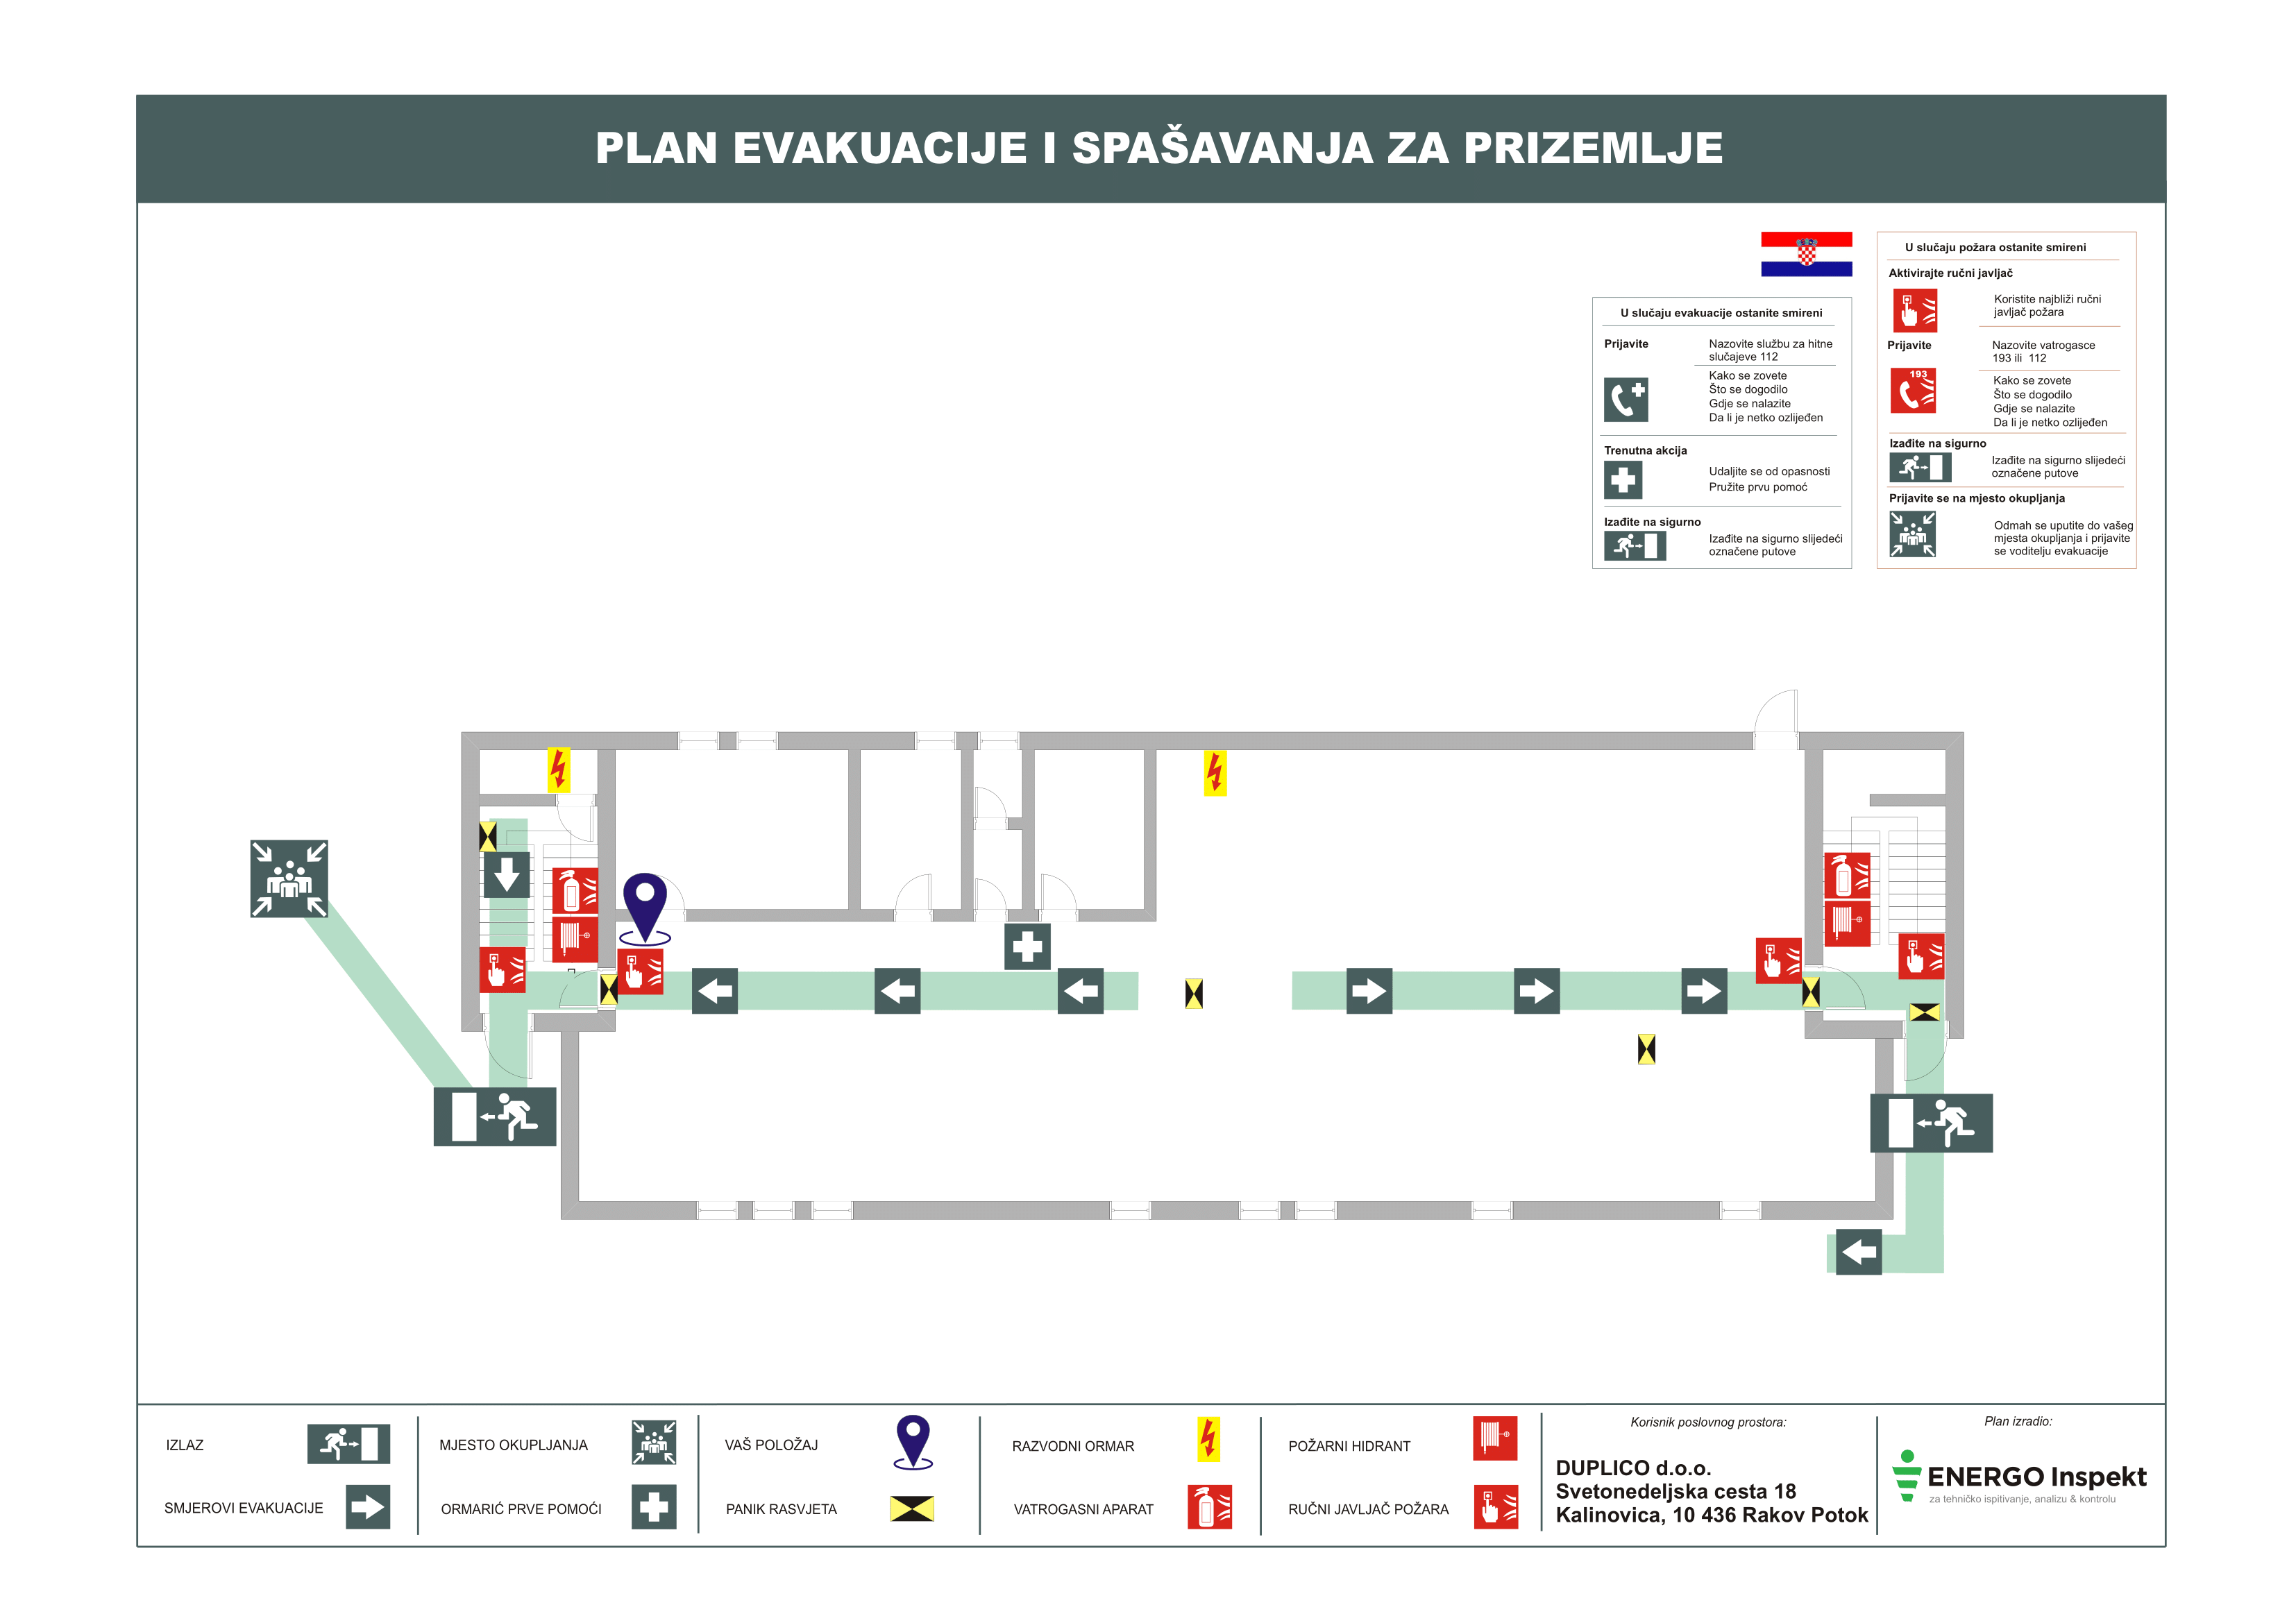 PLAN EVAKUACIJE I SPAŠAVANJA ZA PRIZEMLJE
U slučaju evakuacije ostanite smireni
Prijavite
Nazovite službu za hitne
slučajeve 112
Kako se zovete
Što se dogodilo
Gdje se nalazite
Da li je netko ozlijeđen
Trenutna akcija
Udaljite se od opasnosti
Pružite prvu pomoć
Izađite na sigurno
Izađite na sigurno slijedeći
označene putove
U slučaju požara ostanite smireni
Aktivirajte ručni javljač
Koristite najbliži ručni
javljač požara
Prijavite
Nazovite vatrogasce
193 ili 112
193
Kako se zovete
Što se dogodilo
Gdje se nalazite
Da li je netko ozlijeđen
Izađite na sigurno
Izađite na sigurno slijedeći
označene putove
Prijavite se na mjesto okupljanja
Odmah se uputite do vašeg
mjesta okupljanja i prijavite
se voditelju evakuacije
IZLAZ
SMJEROVI EVAKUACIJE
MJESTO OKUPLJANJA
ORMARIĆ PRVE POMOĆI
VAŠ POLOŽAJ
PANIK RASVJETA
RAZVODNI ORMAR
VATROGASNI APARAT
POŽARNI HIDRANT
RUČNI JAVLJAČ POŽARA
Korisnik poslovnog prostora:
DUPLICO d.o.o.
Svetonedeljska cesta 18
Kalinovica, 10 436 Rakov Potok
Plan izradio:
ENERGO Inspekt
za tehničko ispitivanje, analizu & kontrolu